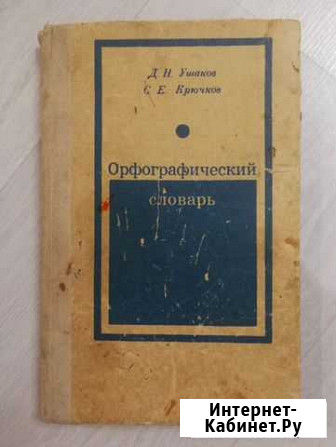 Д. Н. Ушаков
С. Е. Крючков
Орфографический
словарь
Интернет-
Кабинет.Ру